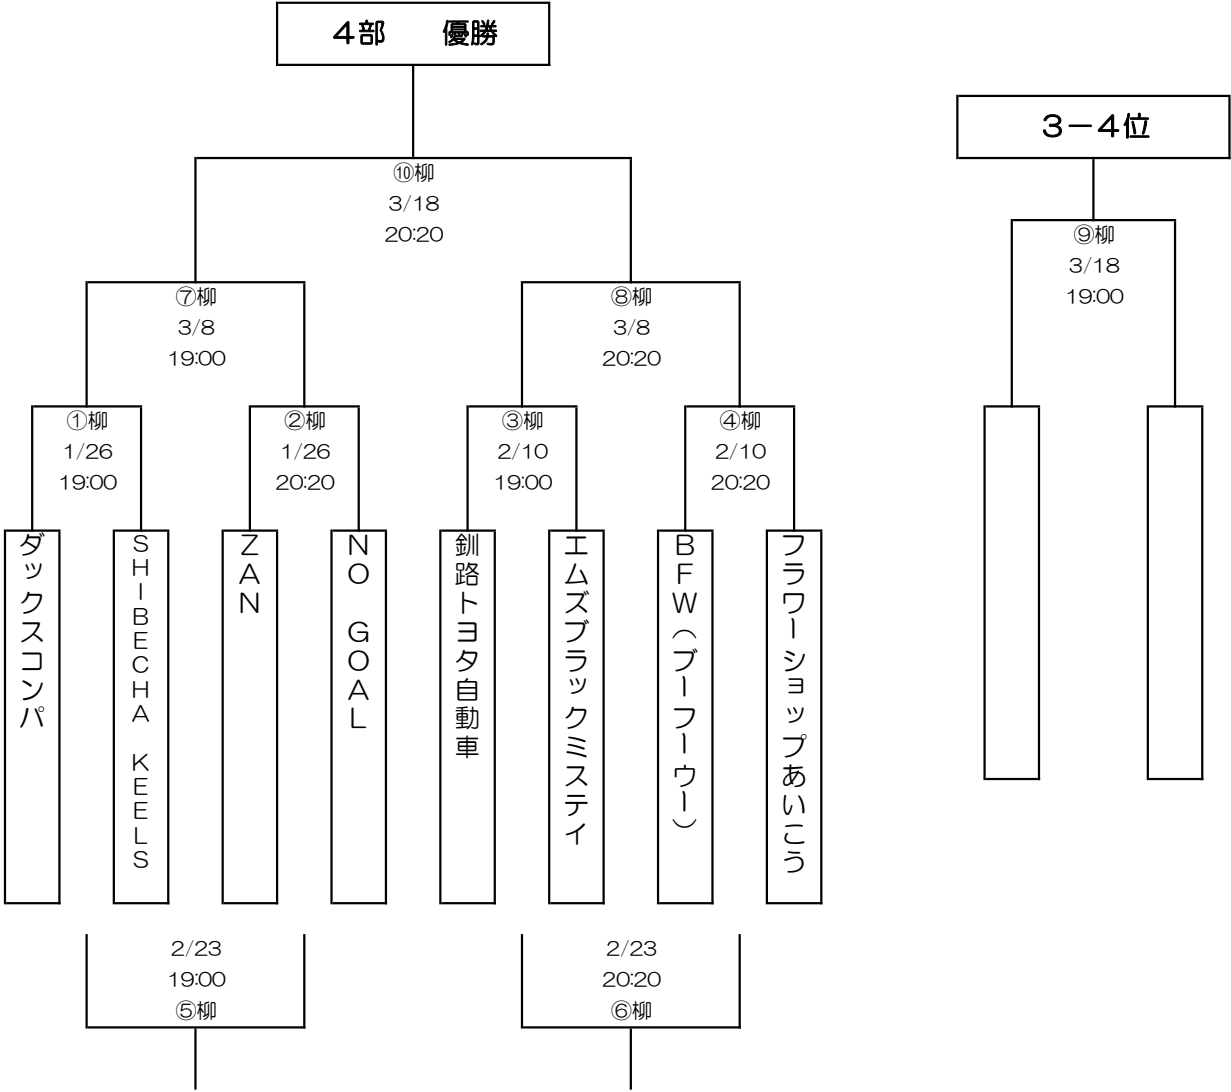 ４部　優勝
３－４位
⑩柳
3/18
20:20
⑨柳
3/18
19:00
⑦柳
3/8
19:00
⑧柳
3/8
20:20
①柳
1/26
19:00
②柳
1/26
20:20
③柳
2/10
19:00
④柳
2/10
20:20
ダックスコンパ
SHIBECHA KEELS
ZAN
NO GOAL
釧路トヨタ自動車
エムズブラックミステイ
BFW（ブーフーウー）
フラワーショップあいこう
2/23
19:00
⑤柳
2/23
20:20
⑥柳